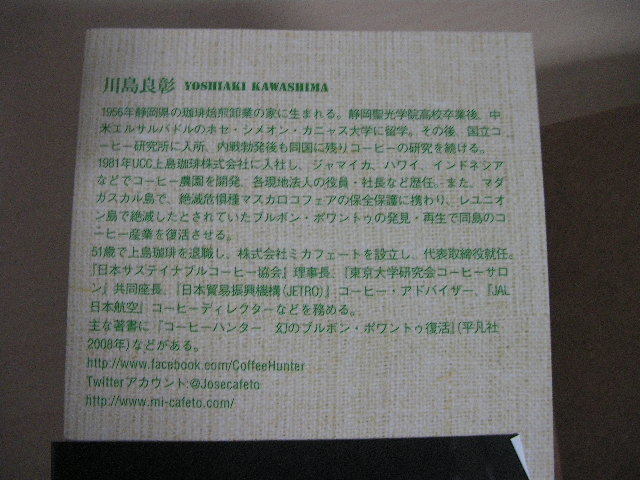 川島良彰 YOSHIAKI KAWASHIMA
1956年静岡県の珈琲焙煎卸業の家に生まれる。静岡聖光学院高校卒業後、中
米エルサルバドルのホセ・シメオン・カニャス大学に留学。その後、国立コ
ーヒー研究所に入所、内戦勃発後も同国に残りコーヒーの研究を続ける。
1981年UCC上島珈琲株式会社に入社し、ジャマイカ、ハワイ、インドネシア
などでコーヒー農園を開発、各現地法人の役員・社長など歴任。また、マダ
ガスカル島で、絶滅危惧種マスカロコフェアの保全保護に携わり、レユニオ
ン島で絶滅したとされていたブルボン・ポワントゥの発見・再生で同島のコ
ーヒー産業を復活させる。
51歳で上島珈琲を退職し、株式会社ミカフェートを設立し、代表取締役就任。
『日本サステイナブルコーヒー協会』理事長、『東京大学研究会コーヒーサロ
ン』共同座長、『日本貿易振興機構(JETRO)』コーヒー・アドバイザー、『JAL
日本航空』コーヒーディレクターなどを務める。
主な著書に『コーヒーハンター 幻のブルボン・ポワントゥ復活』(平凡社
2008年)などがある。
http://www.facebook.com/CoffeeHunter
Twitterアカウント:@Josecafeto
http://www.mi-cafeto.com/